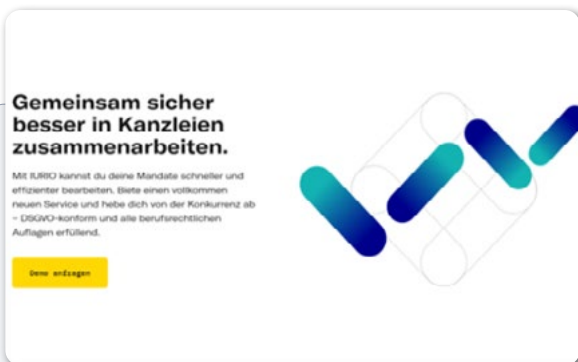 Gemeinsam sicher
besser in Kanzleien
zusammenarbeiten.
Mit IURIO kannst du deine Mandate schneller und
effizienter bearbeiten. Biete einen vollkommen
neuen Service und hebe dich von der Konkurrenz ab
– DSGVO-konform und alle berufsrechtlichen
Auflagen erfüllend.
Demo anfragen